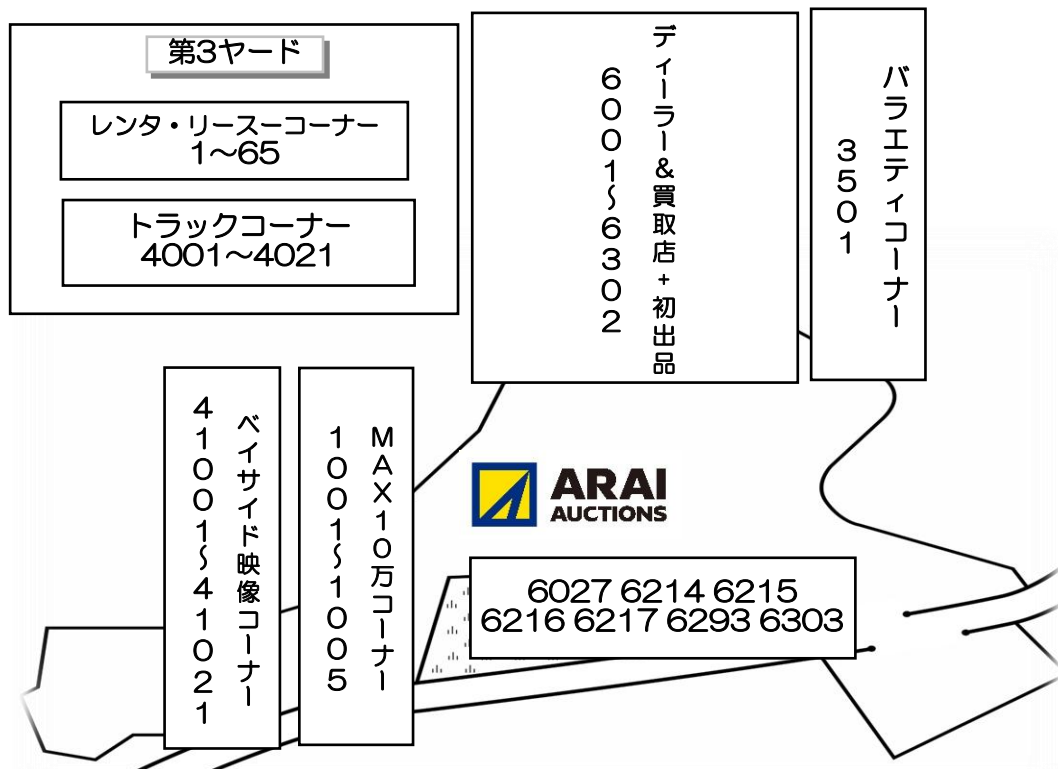 第3ヤード
レンタ・リースーコーナー
1～65
トラックコーナー
4001～4021
ディーラー&買取店+初出品
6001～6302
バラエティコーナー
3501
ベイサイド映像コーナー
41001～41021
MAX10万コーナー
1001～1005
ARAI
AUCTIONS
6027 6214 6215
6216 6217 6293 6303